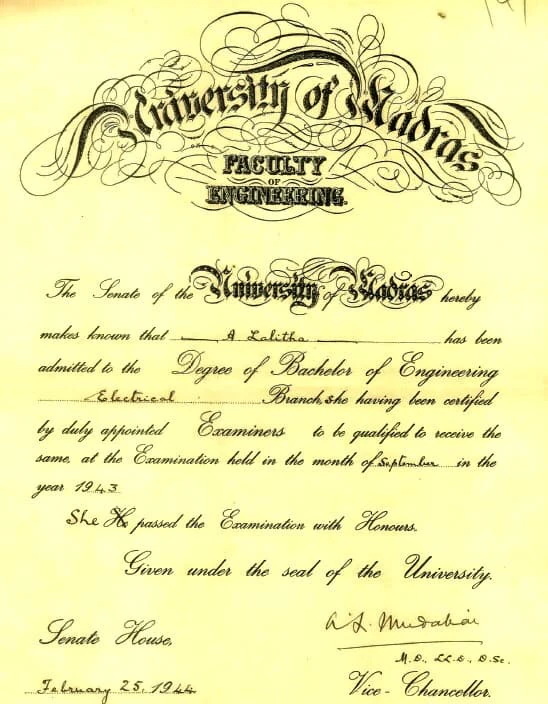 University of Madras
FACULTY
OF
ENGINEERING.
The Senate of the University of Madras hereby
makes known that A Lalitha has been
admitted to the Degree of Bachelor of Engineering
Electrical Branch, she having been certified
by duly appointed Examiners to be qualified to receive the
same, at the Examination held in the month of September in the
year 1943
She He passed the Examination with Honours.
Given under the seal of the University.
A. L. Mudaliar
Senate House,
M.D., LL.D., D.Sc.
February 25, 1944
Vice-Chancellor.